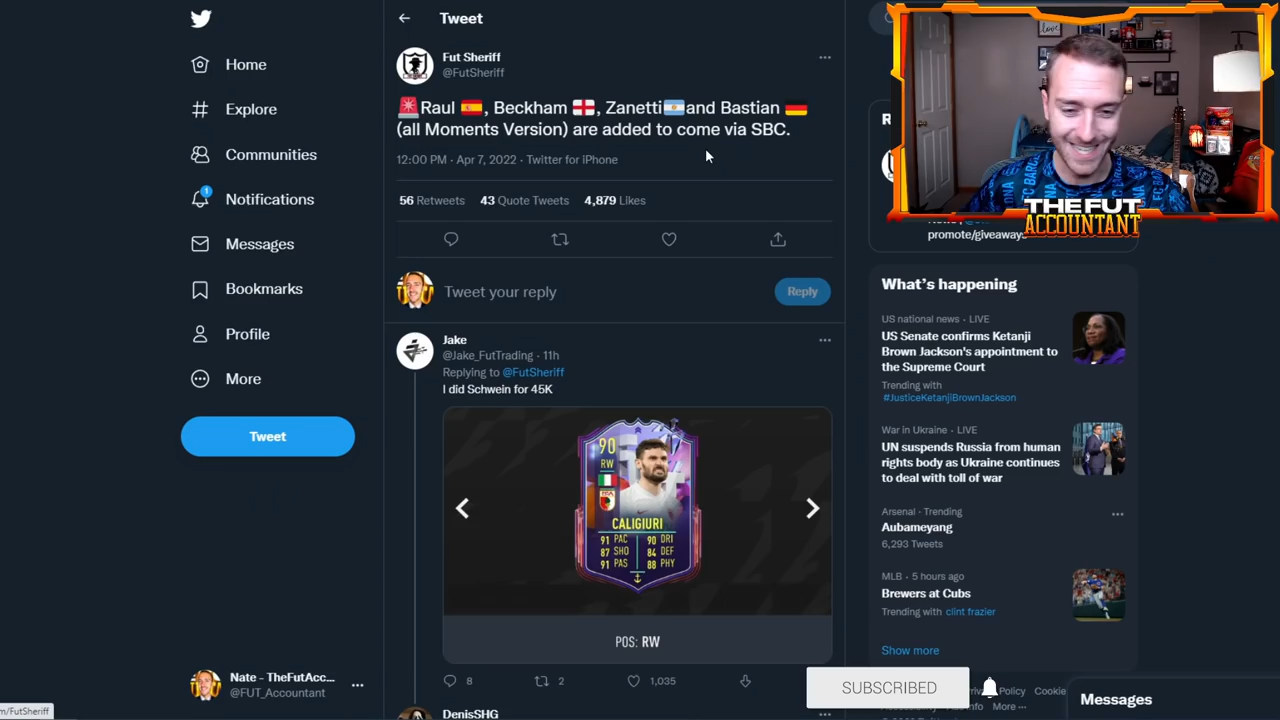 Tweet
Fut Sheriff
@FutSheriff
Raul , Beckham , Zanetti and Bastian
(all Moments Version) are added to come via SBC.
12:00 PM · Apr 7, 2022 · Twitter for iPhone
56 Retweets 43 Quote Tweets 4,879 Likes
Tweet your reply
Reply
Jake
@Jake_FutTrading · 11h
Replying to @FutSheriff
I did Schwein for 45K
90
RW
CALIGIURI
91 PAC 90 DRI
87 SHO 84 DEF
91 PAS 88 PHY
POS: RW
8 2 1,035
DenisSHG
Home
Explore
Communities
1
Notifications
Messages
Bookmarks
Profile
More
Tweet
Nate - TheFutAcc...
@FUT_Accountant
m/FutSheriff
THE FUT
ACCOUNTANT
promote/giveaways
What's happening
US national news · LIVE
US Senate confirms Ketanji
Brown Jackson's appointment to
the Supreme Court
Trending with
#JusticeKetanjiBrownJackson
War in Ukraine · LIVE
UN suspends Russia from human
rights body as Ukraine continues
to deal with toll of war
Arsenal · Trending
Aubameyang
6,293 Tweets
MLB · 5 hours ago
Brewers at Cubs
Trending with clint frazier
Show more
SUBSCRIBED
Policy Cookie
More
Messages